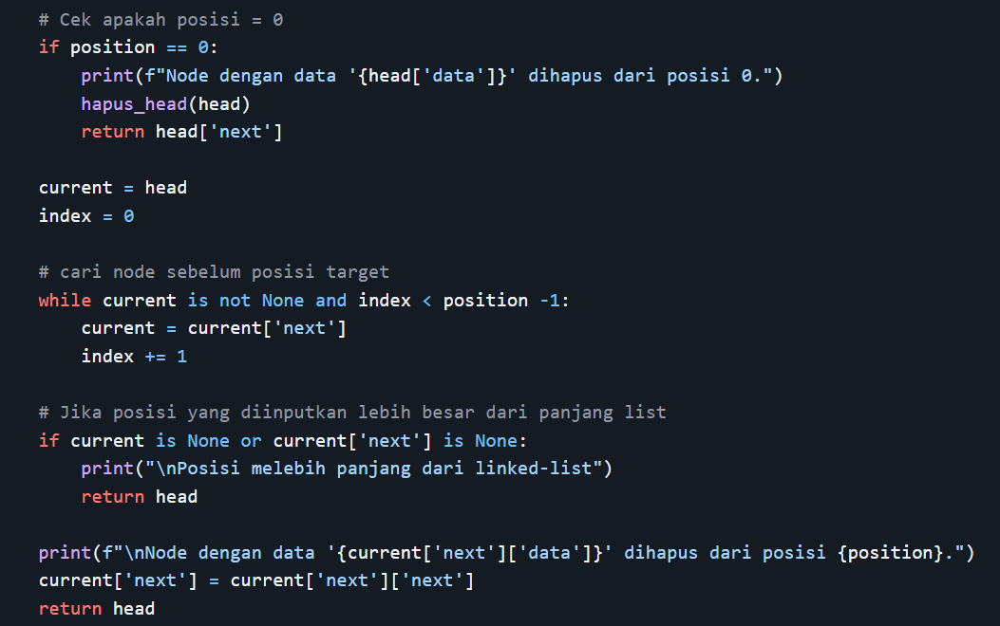 # Cek apakah posisi = 0
if position == 0:
    print(f"Node dengan data '{head['data']}' dihapus dari posisi 0.")
    hapus_head(head)
    return head['next']

current = head
index = 0

# cari node sebelum posisi target
while current is not None and index < position -1:
    current = current['next']
    index += 1

# Jika posisi yang diinputkan lebih besar dari panjang list
if current is None or current['next'] is None:
    print("\nPosisi melebih panjang dari linked-list")
    return head

print(f"\nNode dengan data '{current['next']['data']}' dihapus dari posisi {position}.")
current['next'] = current['next']['next']
return head